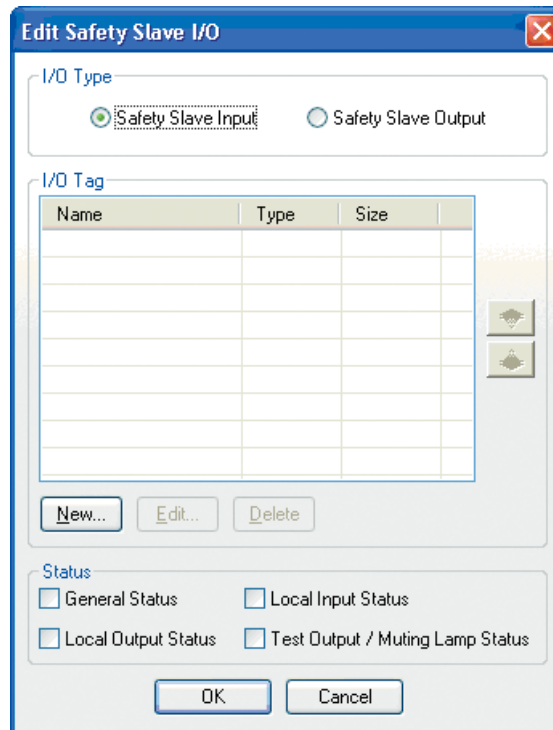 Edit Safety Slave I/O
I/O Type
Safety Slave Input Safety Slave Output
I/O Tag
Name Type Size
New... Edit... Delete
Status
General Status Local Input Status
Local Output Status Test Output / Muting Lamp Status
OK Cancel